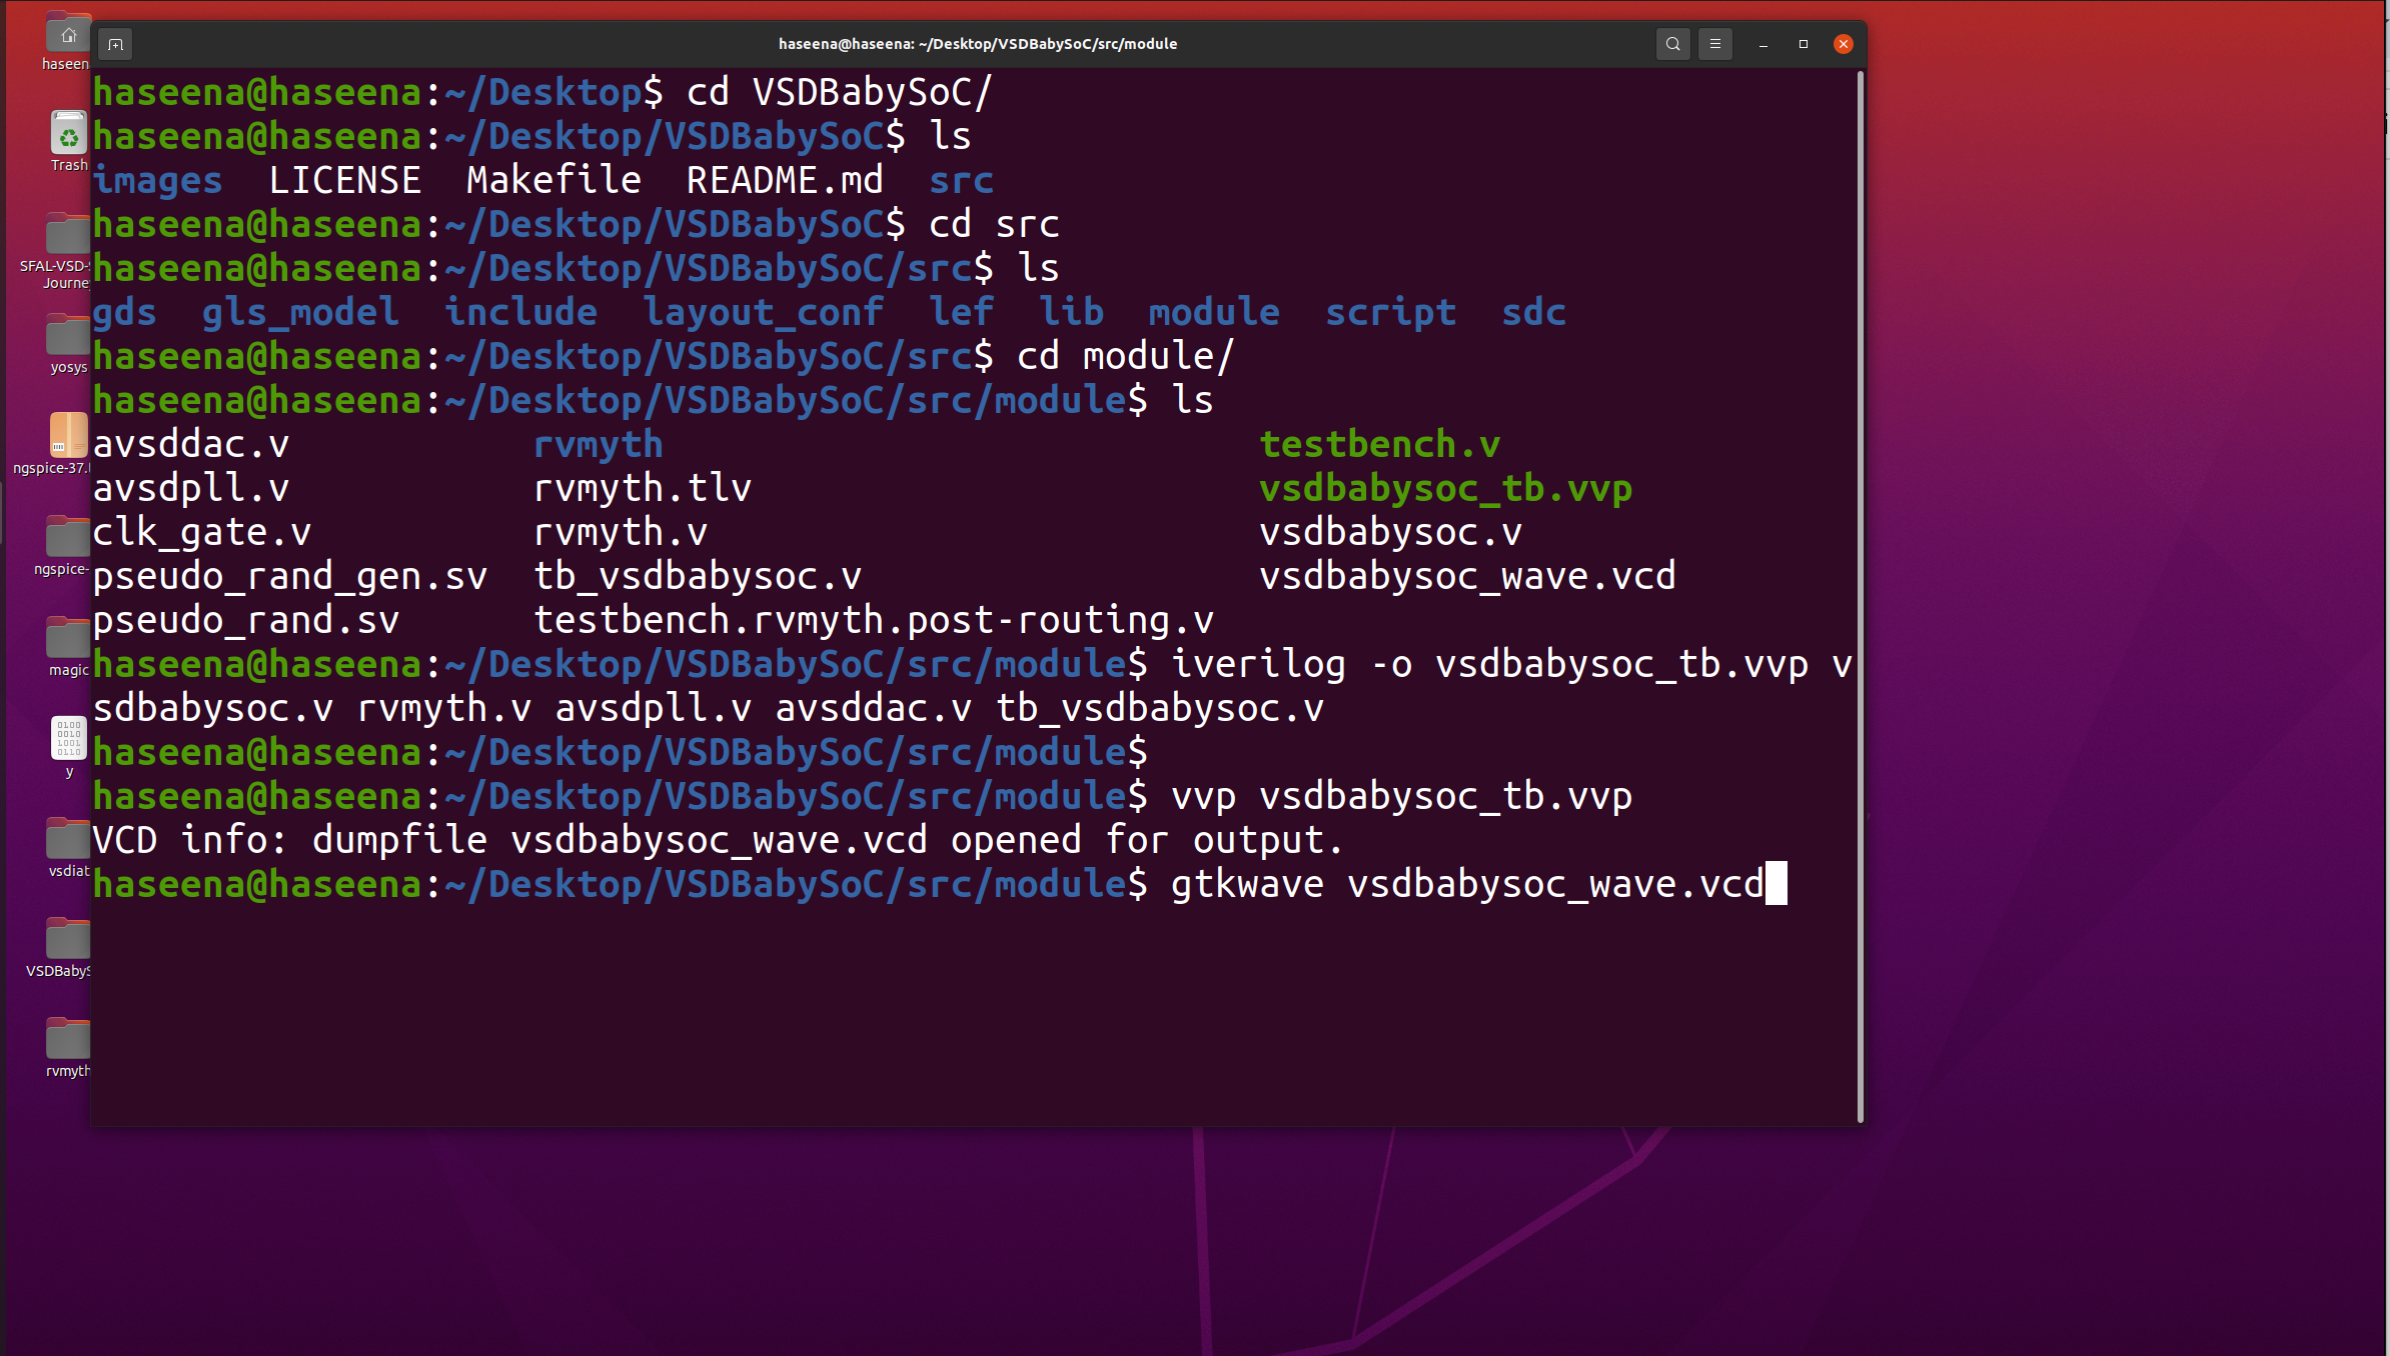 haseena@haseena: ~/Desktop/VSDBabySoC/src/module
haseena@haseena:~/Desktop$ cd VSDBabySoC/
haseena@haseena:~/Desktop/VSDBabySoC$ ls
images  LICENSE  Makefile  README.md  src
haseena@haseena:~/Desktop/VSDBabySoC$ cd src
haseena@haseena:~/Desktop/VSDBabySoC/src$ ls
gds  gls_model  include  layout_conf  lef  lib  module  script  sdc
haseena@haseena:~/Desktop/VSDBabySoC/src$ cd module/
haseena@haseena:~/Desktop/VSDBabySoC/src/module$ ls
avsddac.v  rvmyth  testbench.v
avsdpll.v  rvmyth.tlv  vsdbabysoc_tb.vvp
clk_gate.v  rvmyth.v  vsdbabysoc.v
pseudo_rand_gen.sv  tb_vsdbabysoc.v  vsdbabysoc_wave.vcd
pseudo_rand.sv  testbench.rvmyth.post-routing.v
haseena@haseena:~/Desktop/VSDBabySoC/src/module$ iverilog -o vsdbabysoc_tb.vvp v
sdbabysoc.v rvmyth.v avsdpll.v avsddac.v tb_vsdbabysoc.v
haseena@haseena:~/Desktop/VSDBabySoC/src/module$
haseena@haseena:~/Desktop/VSDBabySoC/src/module$ vvp vsdbabysoc_tb.vvp
VCD info: dumpfile vsdbabysoc_wave.vcd opened for output.
haseena@haseena:~/Desktop/VSDBabySoC/src/module$ gtkwave vsdbabysoc_wave.vcd
haseen
Trash
SFAL-VSD-
Journe
yosys
ngspice-37.
ngspice-
magic
0100
0010
1001
0110
y
vsdiat
VSDBabyS
rvmyth